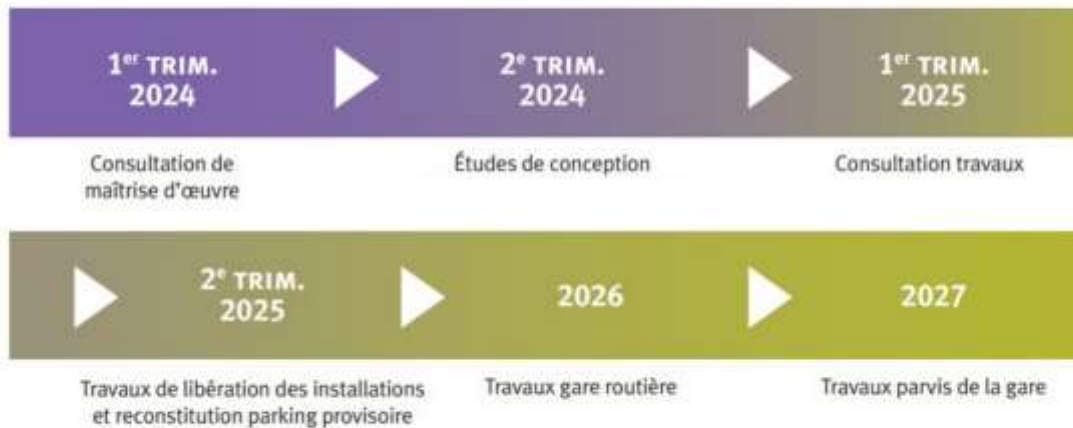 1er TRIM.
2024
2e TRIM.
2024
1er TRIM.
2025
Consultation de
maîtrise d'œuvre
Études de conception
Consultation travaux
2e TRIM.
2025
2026
2027
Travaux de libération des installations
et reconstitution parking provisoire
Travaux gare routière
Travaux parvis de la gare